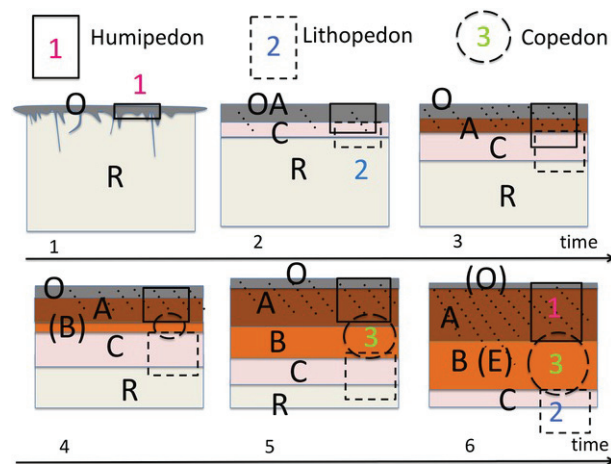 1 Humipedon 2 Lithopedon 3 Copedon
1
O
R
OA
C
R
2
O
A
C
R
1 2 3 time
O
A
(B)
C
R
O
A
B
3
C
R
(O)
A
1
B (E)
3
C
2
4 5 6 time